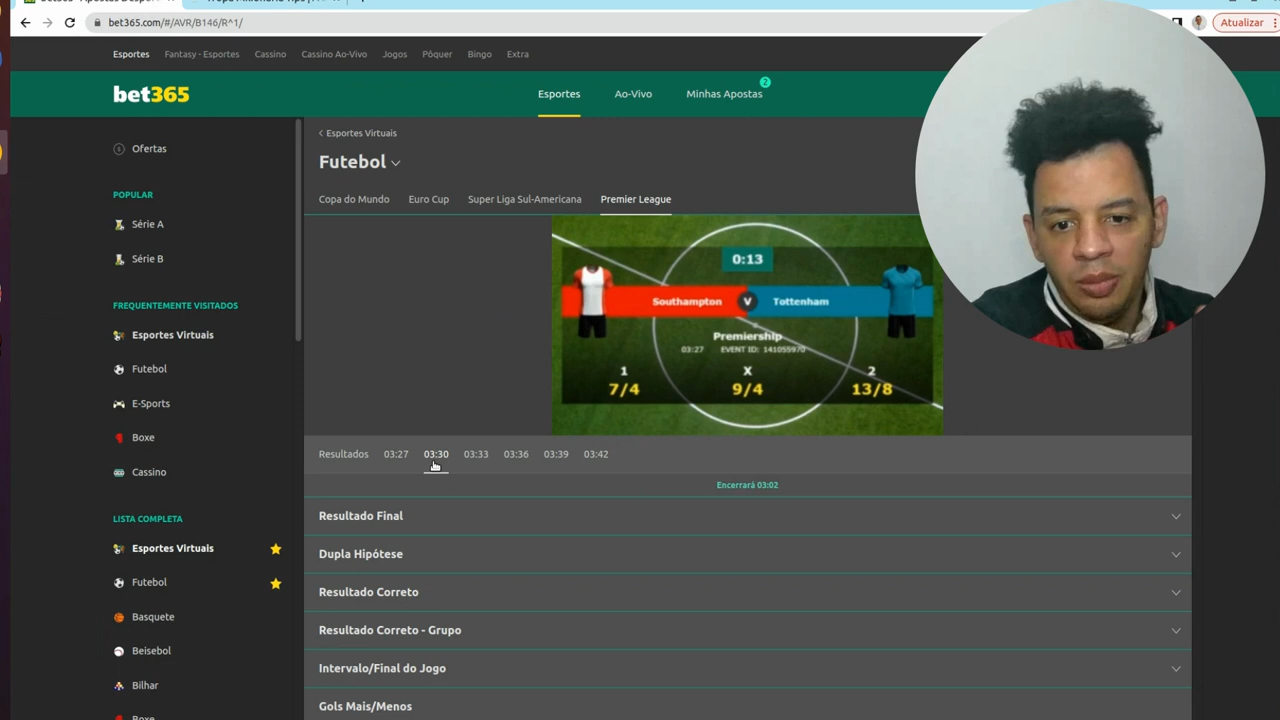 bet365.com/#/AVR/B146/R^1/
Atualizar
Esportes
Fantasy - Esportes
Cassino
Cassino Ao-Vivo
Jogos
Pôquer
Bingo
Extra
bet365
Esportes
Ao-Vivo
Minhas Apostas
2
Ofertas
POPULAR
Série A
Série B
FREQUENTEMENTE VISITADOS
Esportes Virtuais
Futebol
E-Sports
Boxe
Cassino
LISTA COMPLETA
Esportes Virtuais
Futebol
Basquete
Beisebol
Bilhar
Boxe
Esportes Virtuais
Futebol
Copa do Mundo
Euro Cup
Super Liga Sul-Americana
Premier League
0:13
Southampton V Tottenham
Premiership
03:27 EVENT ID: 141055970
1 X 2
7/4 9/4 13/8
Resultados 03:27 03:30 03:33 03:36 03:39 03:42
Encerrará 03:02
Resultado Final
Dupla Hipótese
Resultado Correto
Resultado Correto - Grupo
Intervalo/Final do Jogo
Gols Mais/Menos